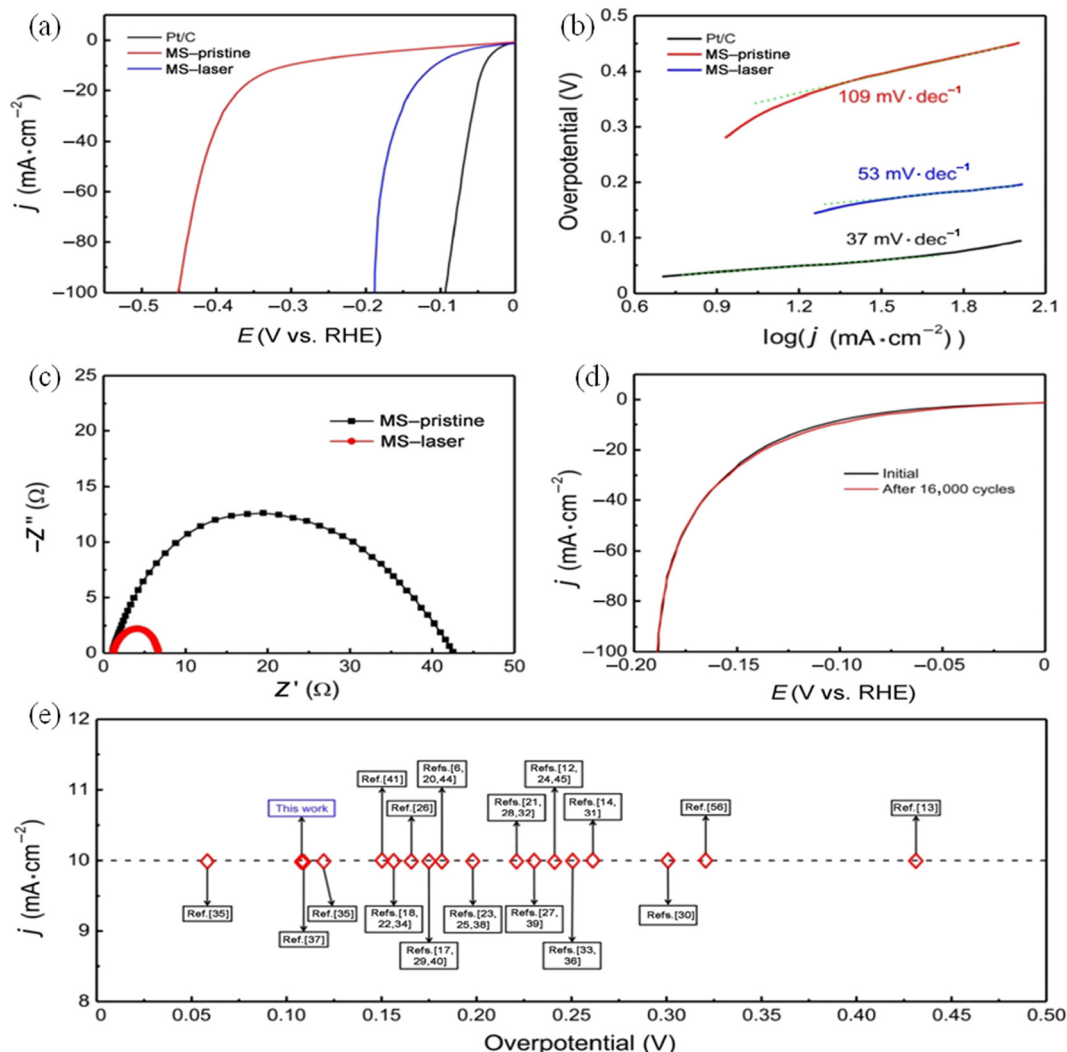 (a)
Pt/C
MS–pristine
MS–laser
0
−20
−40
−60
−80
−100
j (mA·cm⁻²)
−0.5
−0.4
−0.3
−0.2
−0.1
0
E (V vs. RHE)
(b)
Pt/C
MS–pristine
MS–laser
109 mV·dec⁻¹
53 mV·dec⁻¹
37 mV·dec⁻¹
0.5
0.4
0.3
0.2
0.1
0
Overpotential (V)
0.6
0.9
1.2
1.5
1.8
2.1
log(j (mA·cm⁻²))
(c)
MS–pristine
MS–laser
25
20
15
10
5
0
−Z″ (Ω)
0
10
20
30
40
50
Z′ (Ω)
(d)
Initial
After 16,000 cycles
0
−20
−40
−60
−80
−100
j (mA·cm⁻²)
−0.20
−0.15
−0.10
−0.05
0
E (V vs. RHE)
(e)
12
11
10
9
8
j (mA·cm⁻²)
This work
Ref.[41]
Ref.[26]
Refs.[6,
20,44]
Refs.[21,
28,32]
Refs.[12,
24,45]
Refs.[14,
31]
Ref.[56]
Ref.[13]
Ref.[35]
Ref.[37]
Ref.[35]
Refs.[18,
22,34]
Refs.[17,
29,40]
Refs.[23,
25,38]
Refs.[27,
39]
Refs.[33,
36]
Refs.[30]
0
0.05
0.10
0.15
0.20
0.25
0.30
0.35
0.40
0.45
0.50
Overpotential (V)